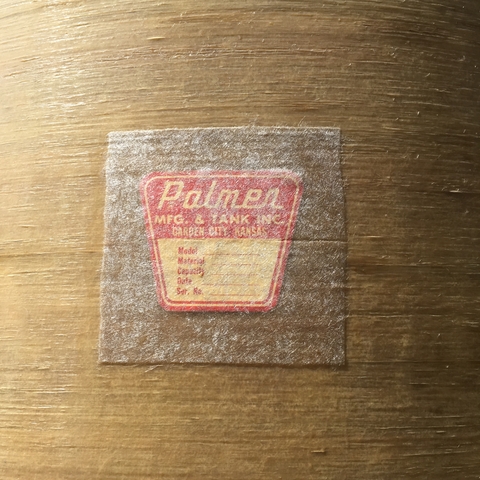 Palmer
MFG. & TANK INC.
GARDEN CITY, KANSAS
Model
Material
Capacity
Date
Ser. No.